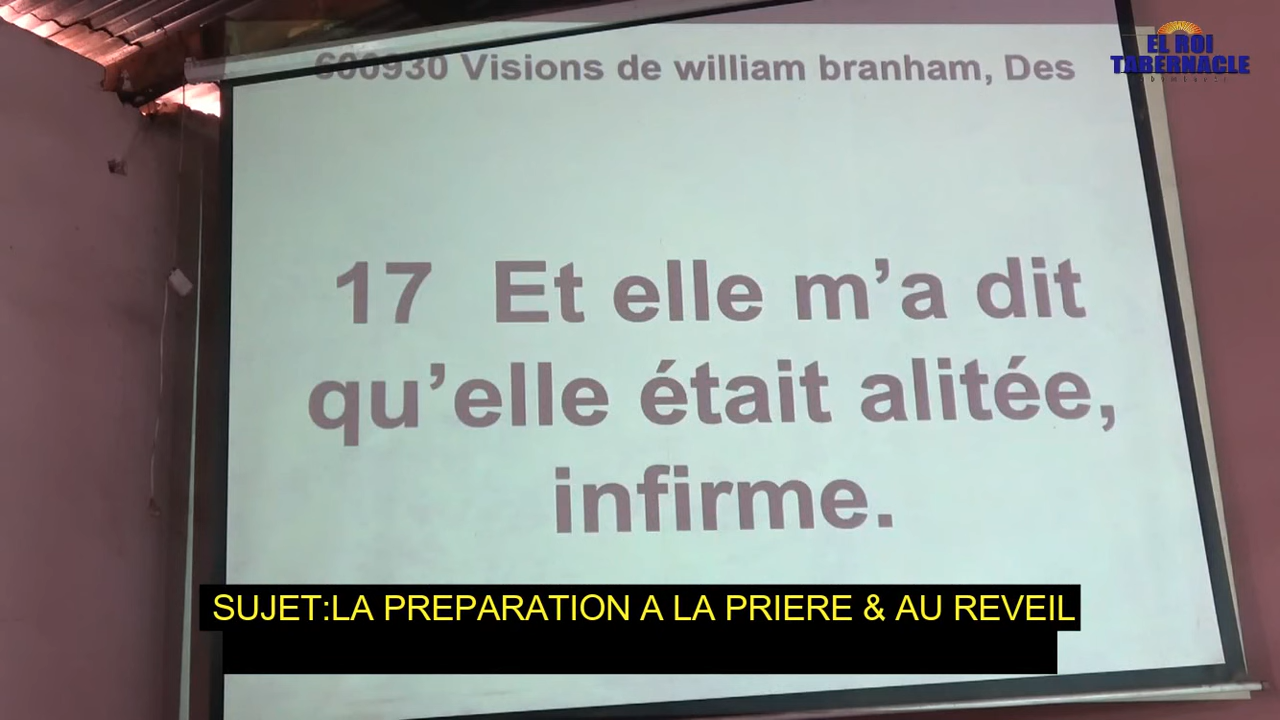 600930 Visions de william branham, Des
EL ROI
TABERNACLE
17 Et elle m’a dit
qu’elle était alitée,
infirme.
SUJET:LA PREPARATION A LA PRIERE & AU REVEIL